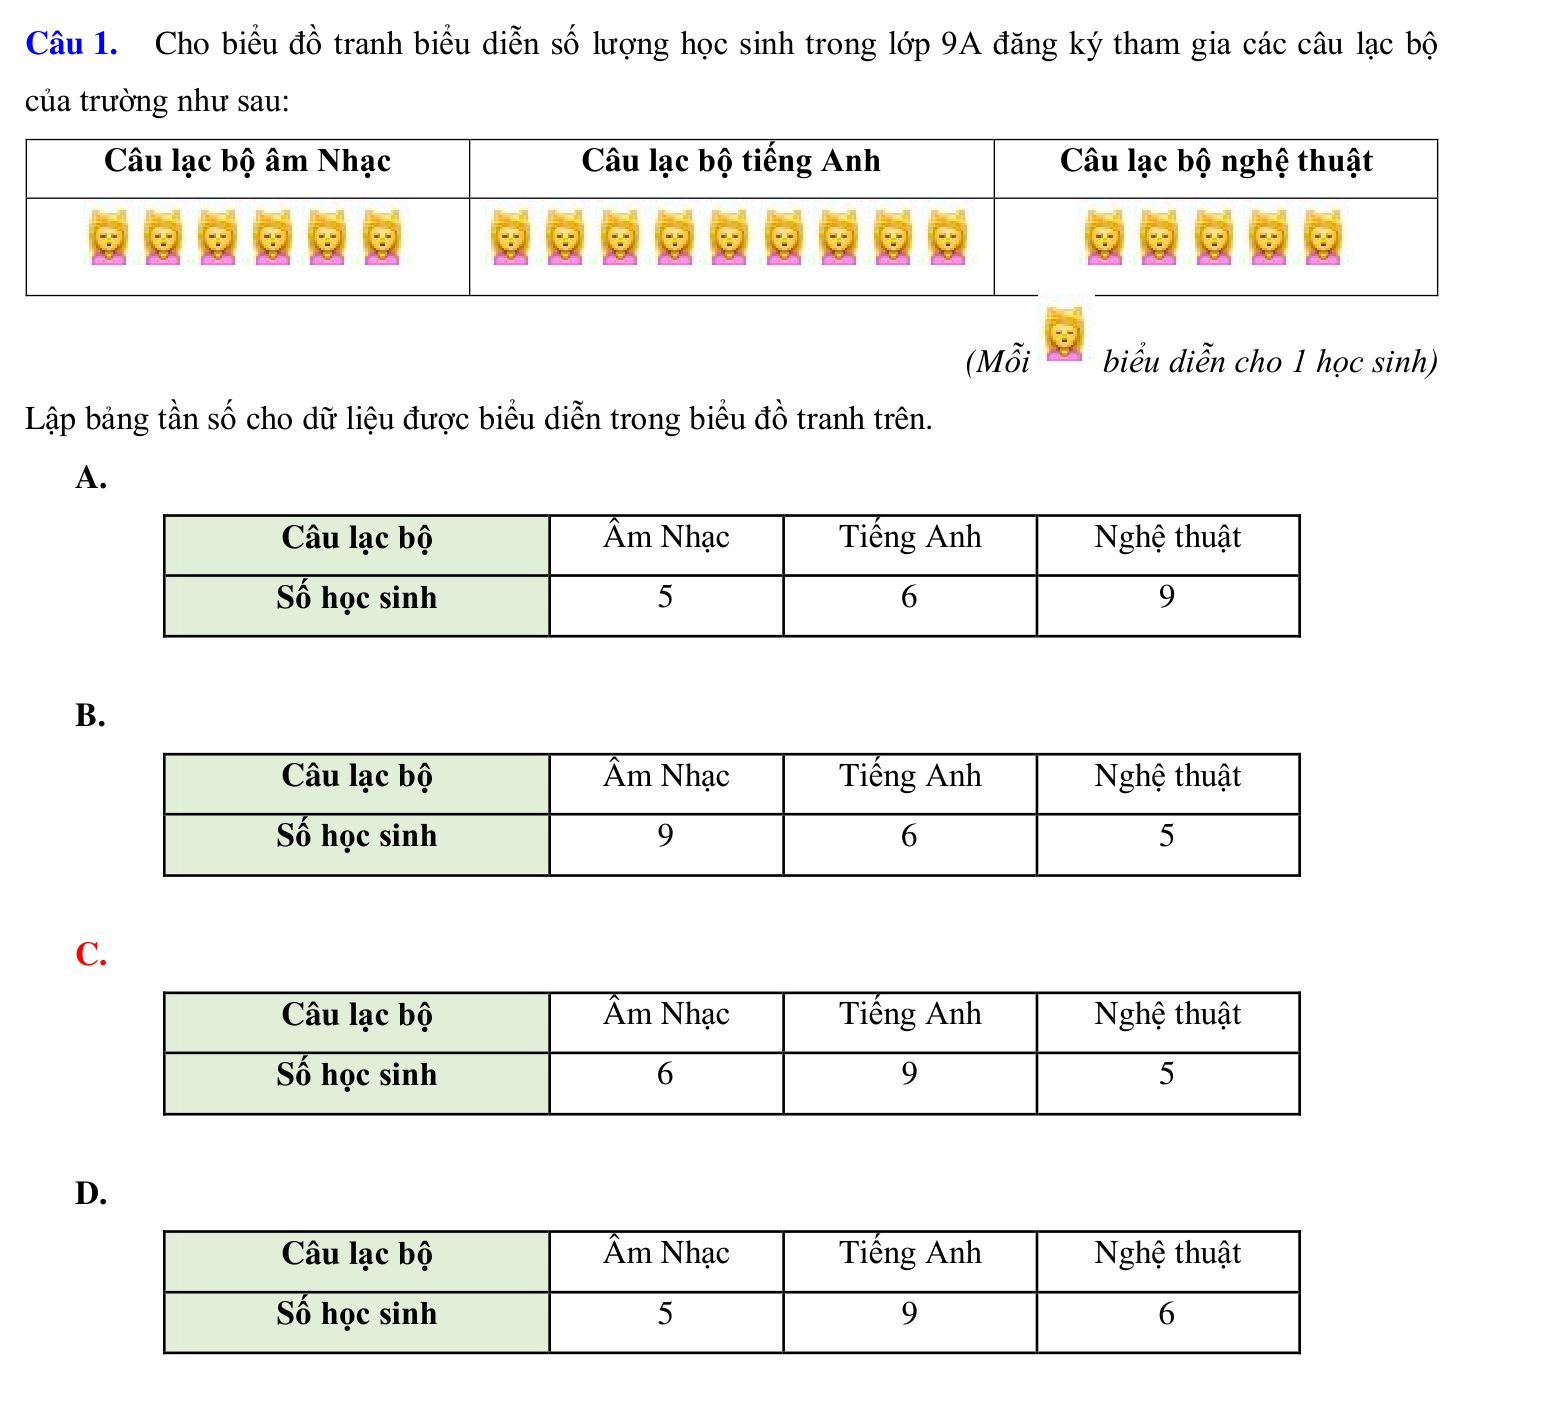 Câu 1. Cho biểu đồ tranh biểu diễn số lượng học sinh trong lớp 9A đăng ký tham gia các câu lạc bộ
của trường như sau:
Câu lạc bộ âm Nhạc Câu lạc bộ tiếng Anh Câu lạc bộ nghệ thuật
(Mỗi biểu diễn cho 1 học sinh)
Lập bảng tần số cho dữ liệu được biểu diễn trong biểu đồ tranh trên.
A.
Câu lạc bộ Âm Nhạc Tiếng Anh Nghệ thuật
Số học sinh 5 6 9
B.
Câu lạc bộ Âm Nhạc Tiếng Anh Nghệ thuật
Số học sinh 9 6 5
C.
Câu lạc bộ Âm Nhạc Tiếng Anh Nghệ thuật
Số học sinh 6 9 5
D.
Câu lạc bộ Âm Nhạc Tiếng Anh Nghệ thuật
Số học sinh 5 9 6